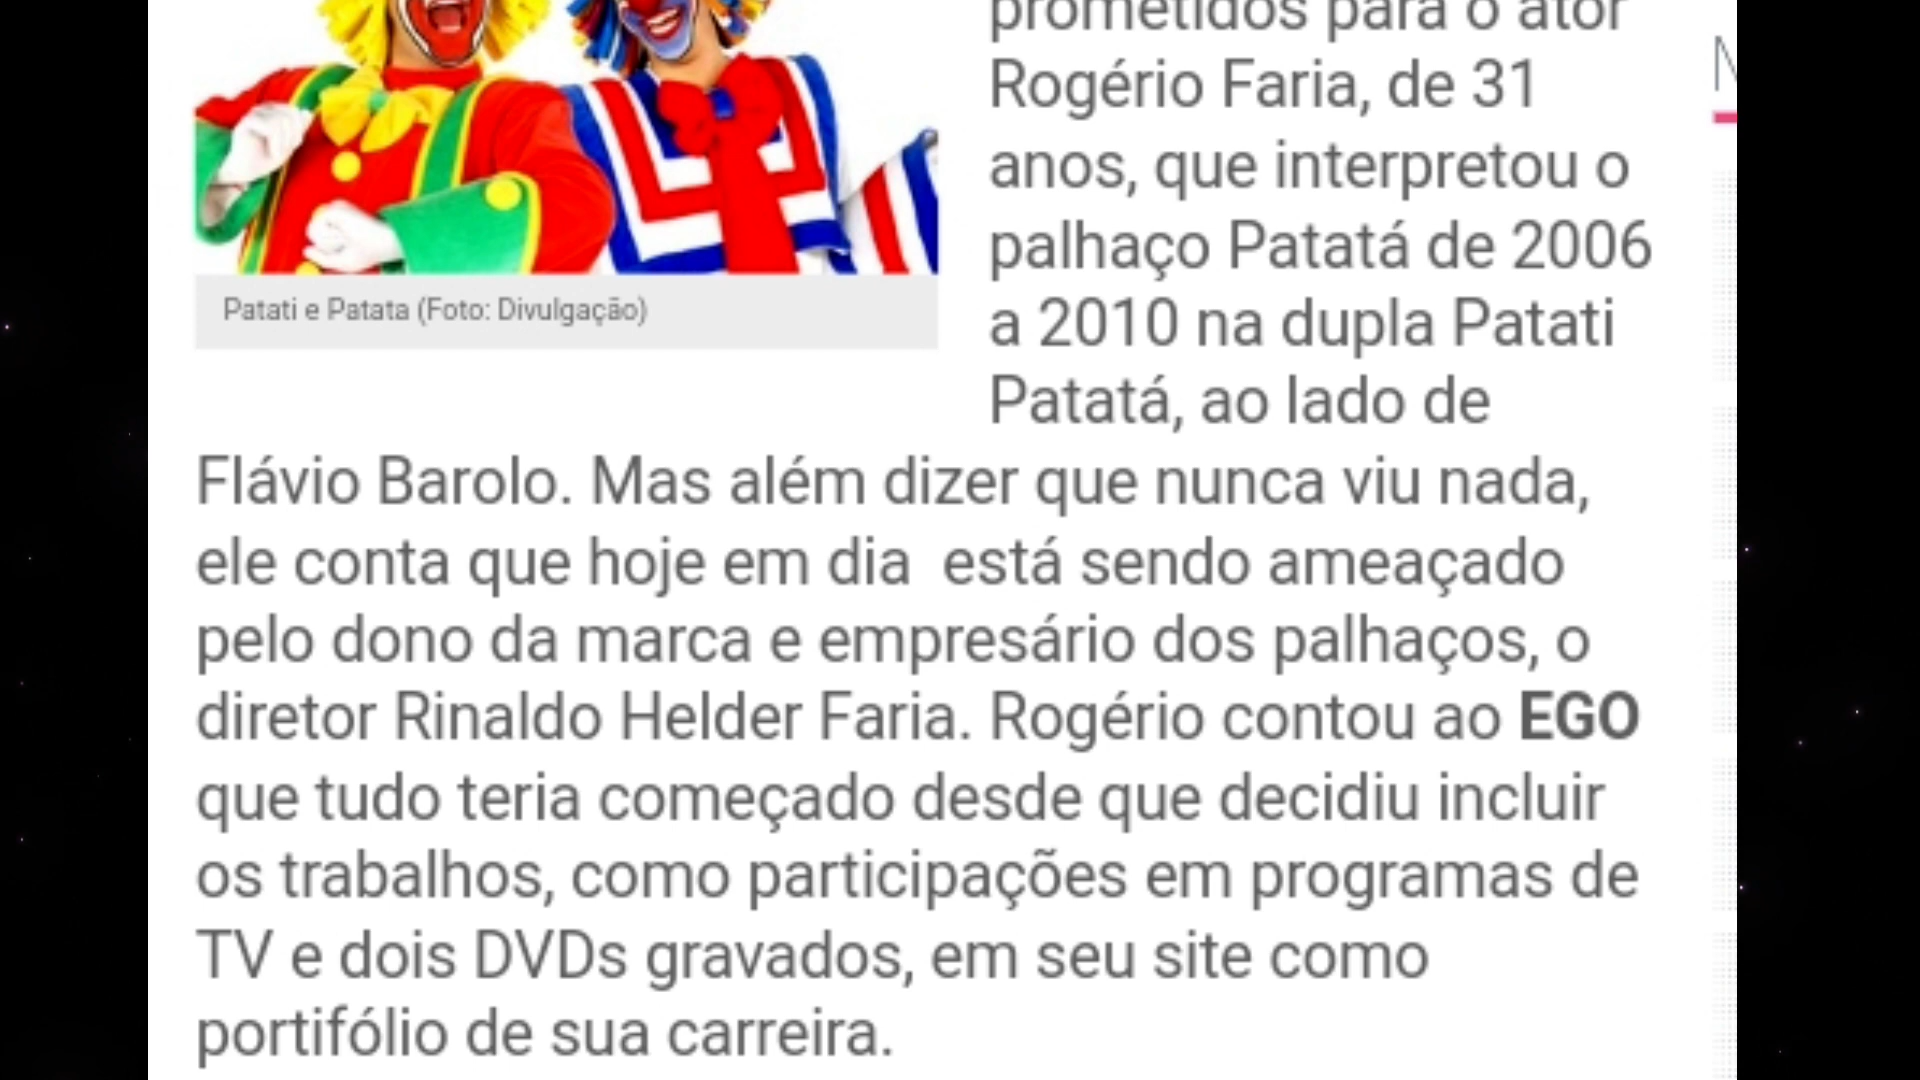 prometidos para o ator
Rogério Faria, de 31
anos, que interpretou o
palhaço Patatá de 2006
a 2010 na dupla Patati
Patatá, ao lado de
Patati e Patata (Foto: Divulgação)
Flávio Barolo. Mas além dizer que nunca viu nada,
ele conta que hoje em dia  está sendo ameaçado
pelo dono da marca e empresário dos palhaços, o
diretor Rinaldo Helder Faria. Rogério contou ao EGO
que tudo teria começado desde que decidiu incluir
os trabalhos, como participações em programas de
TV e dois DVDs gravados, em seu site como
portifólio de sua carreira.